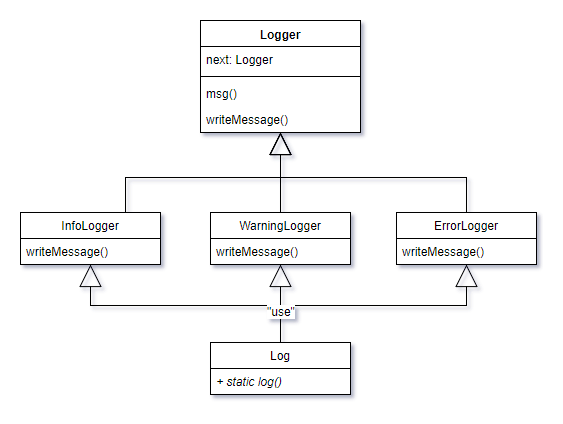 Logger
next: Logger
msg()
writeMessage()
InfoLogger
writeMessage()
WarningLogger
writeMessage()
ErrorLogger
writeMessage()
"use"
Log
+ static log()